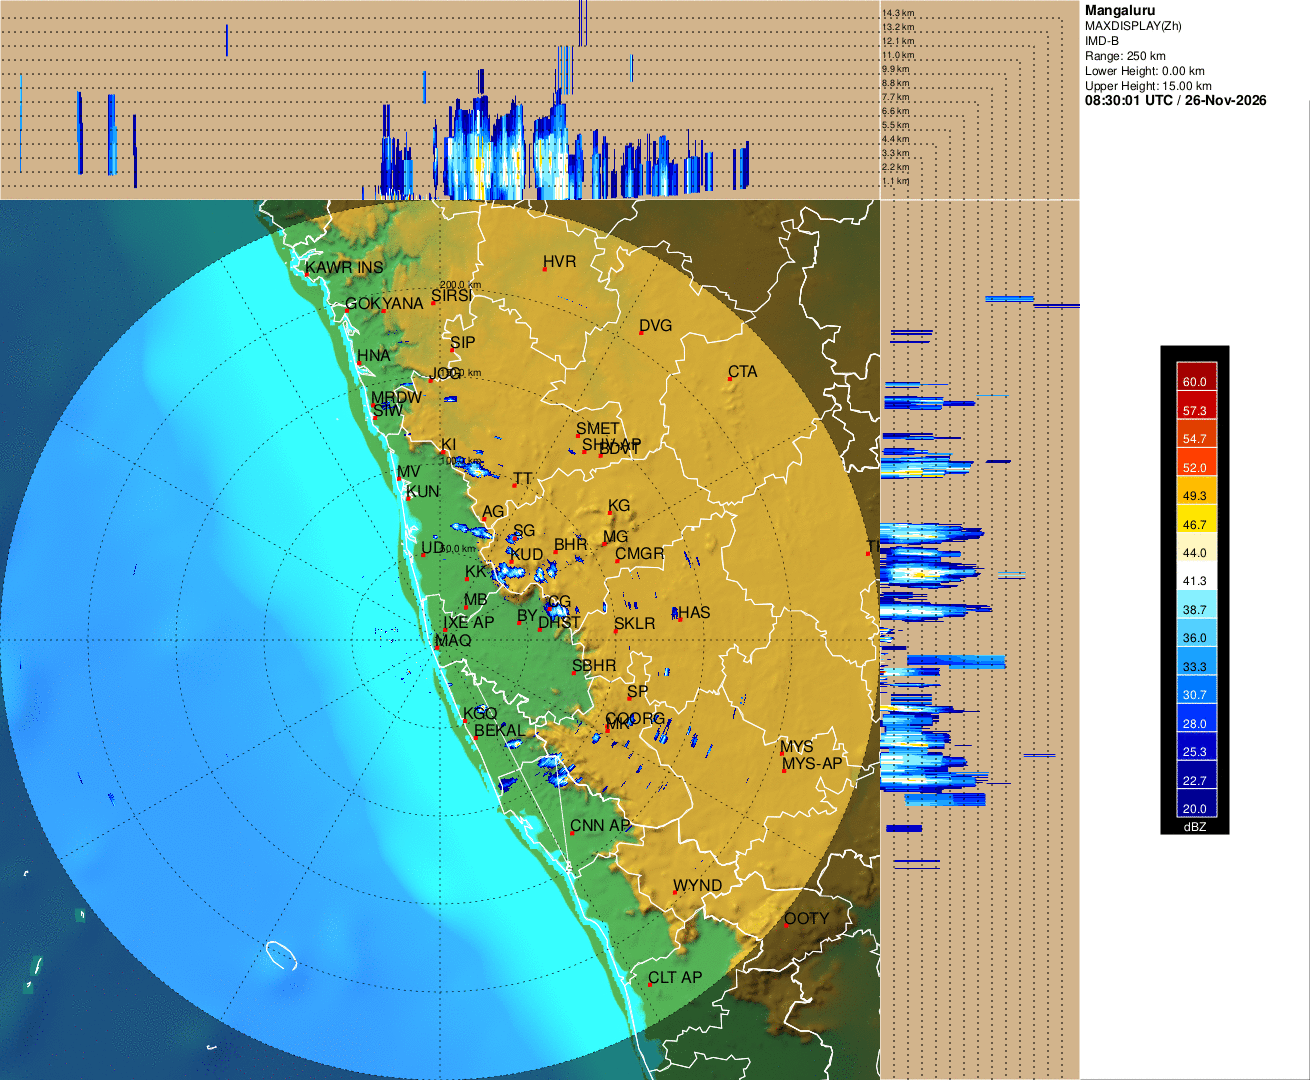 14.3 km
13.2 km
12.1 km
11.0 km
9.9 km
8.8 km
7.7 km
6.6 km
5.5 km
4.4 km
3.3 km
2.2 km
1.1 km
Mangaluru
MAXDISPLAY(Zh)
IMD-B
Range: 250 km
Lower Height: 0.00 km
Upper Height: 15.00 km
08:30:01 UTC / 26-Nov-2026
HVR
KAWR INS
200.0 km
SIRSI
GOKYANA
DVG
SIP
HNA
CTA
JOG
MRDW
SIW
SMET
KI
SHV-AP
BDVT
MV
TT
KUN
KG
AG
SG
MG
UD
50.0 km
KUD
BHR
CMGR
KK
MB
CG
BY
HAS
IXE AP
DHST
SKLR
MAQ
SBHR
SP
KGQ
COORG
MK
BEKAL
MYS
MYS-AP
CNN AP
WYND
OOTY
CLT AP
60.0
57.3
54.7
52.0
49.3
46.7
44.0
41.3
38.7
36.0
33.3
30.7
28.0
25.3
22.7
20.0
dBZ